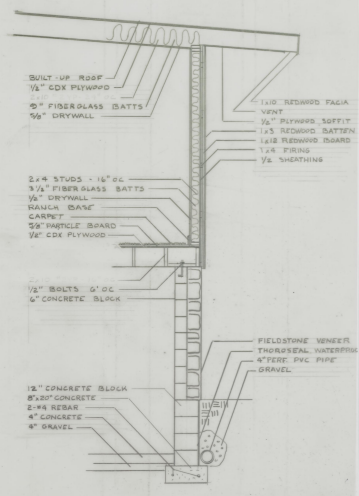 BUILT-UP ROOF
1/2" CDX PLYWOOD
9" FIBERGLASS BATTS
5/8" DRYWALL
1x10 REDWOOD FACIA
VENT
1/2" PLYWOOD SOFFIT
1x3 REDWOOD BATTEN
1x12 REDWOOD BOARD
1x4 FIRING
1/2 SHEATHING
2x4 STUDS - 16" OC
3 1/2" FIBERGLASS BATTS
1/2" DRYWALL
RANCH BASE
CARPET
5/8" PARTICLE BOARD
1/2" CDX PLYWOOD
1/2" BOLTS 6' OC
6" CONCRETE BLOCK
FIELDSTONE VENEER
THOROSEAL WATERPROOF
4" PERF. PVC PIPE
GRAVEL
12" CONCRETE BLOCK
8"x20" CONCRETE
2-#4 REBAR
4" CONCRETE
4" GRAVEL